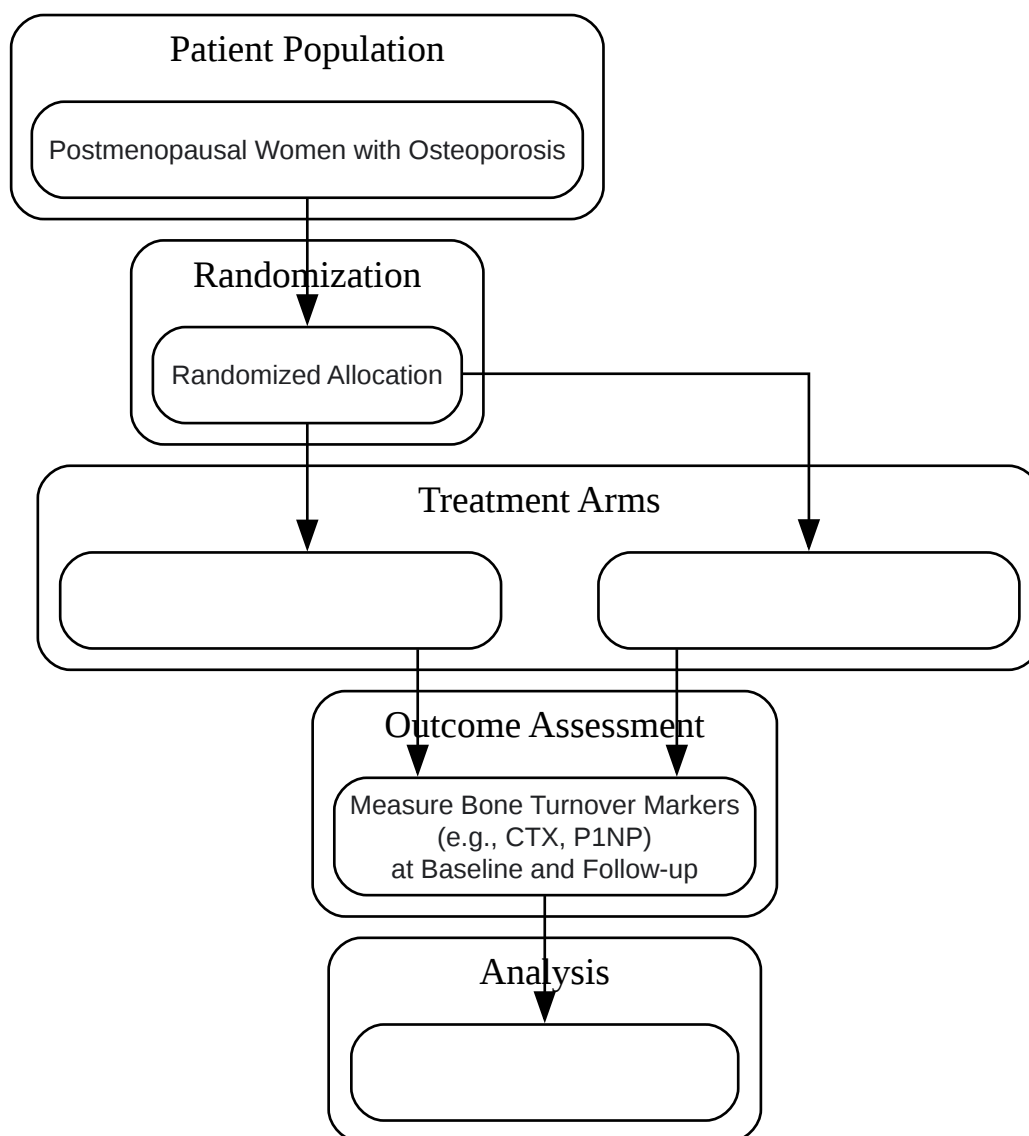 Patient Population
Postmenopausal Women with Osteoporosis
Randomization
Randomized Allocation
Treatment Arms
Outcome Assessment
Measure Bone Turnover Markers
(e.g., CTX, P1NP)
at Baseline and Follow-up
Analysis